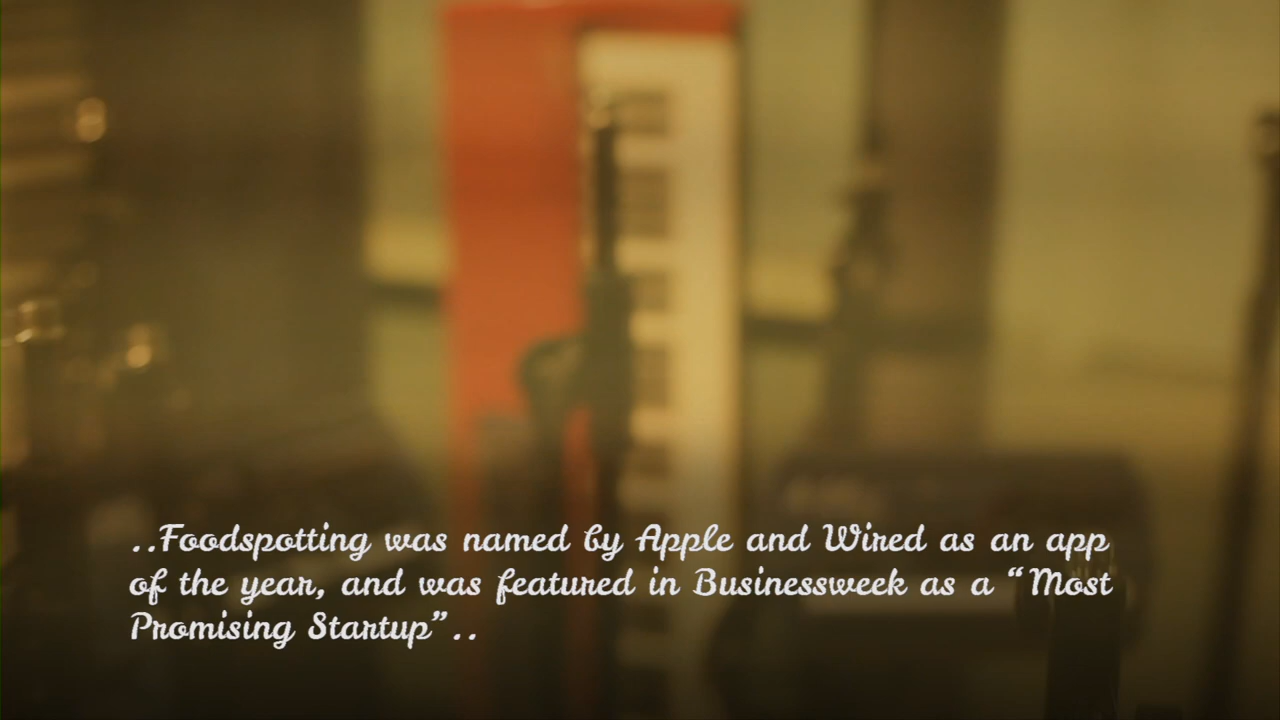 ..Foodspotting was named by Apple and Wired as an app
of the year, and was featured in Businessweek as a “Most
Promising Startup”..